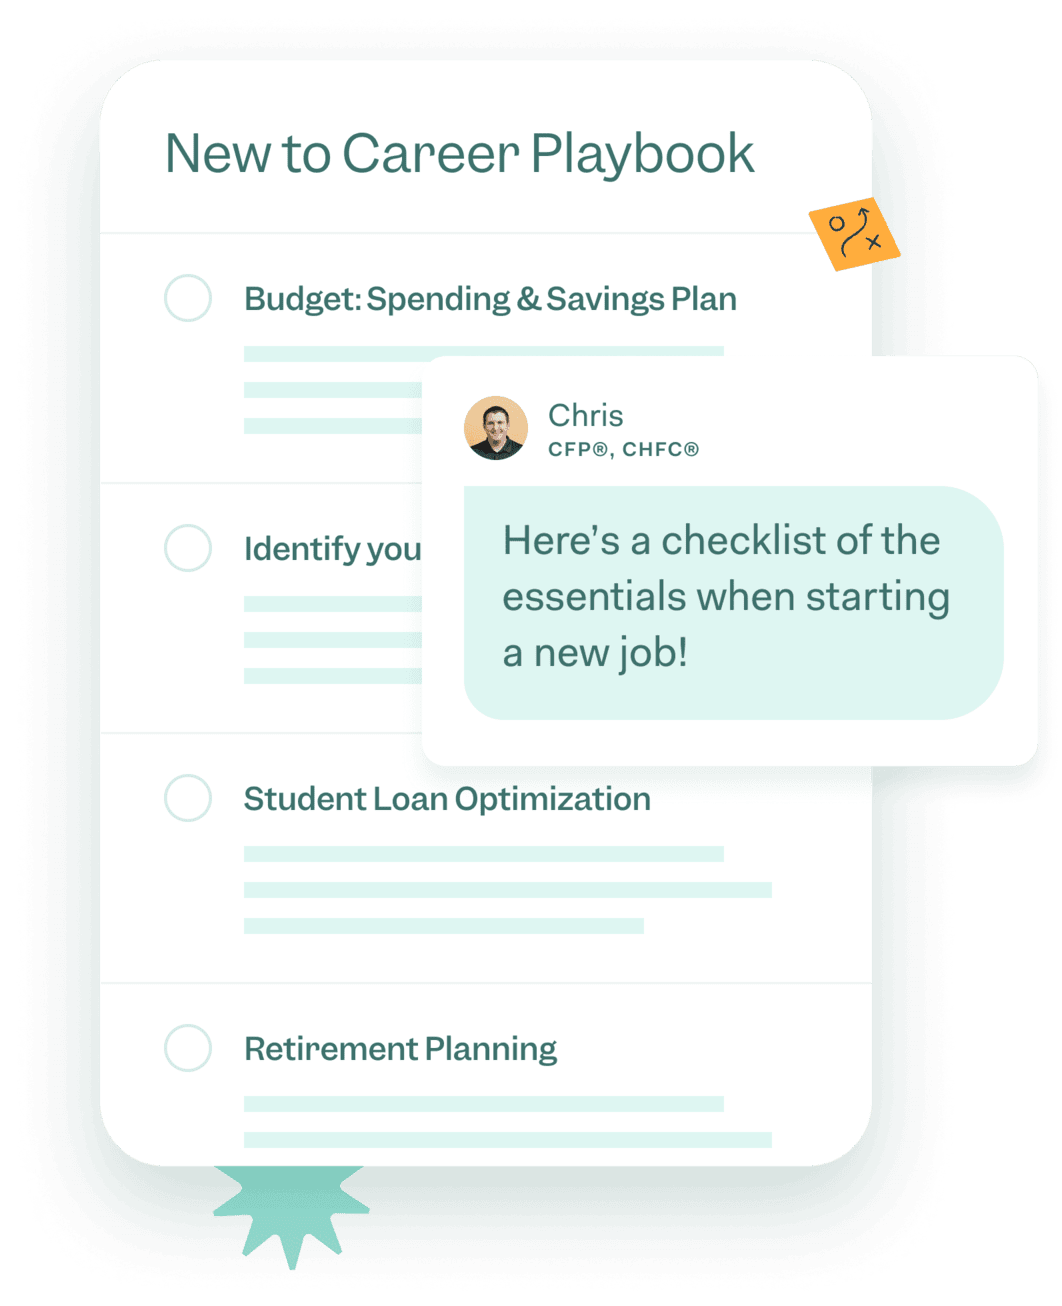 New to Career Playbook
Budget: Spending & Savings Plan
Chris
CFP®, CHFC®
Here’s a checklist of the
essentials when starting
a new job!
Identify you
Student Loan Optimization
Retirement Planning